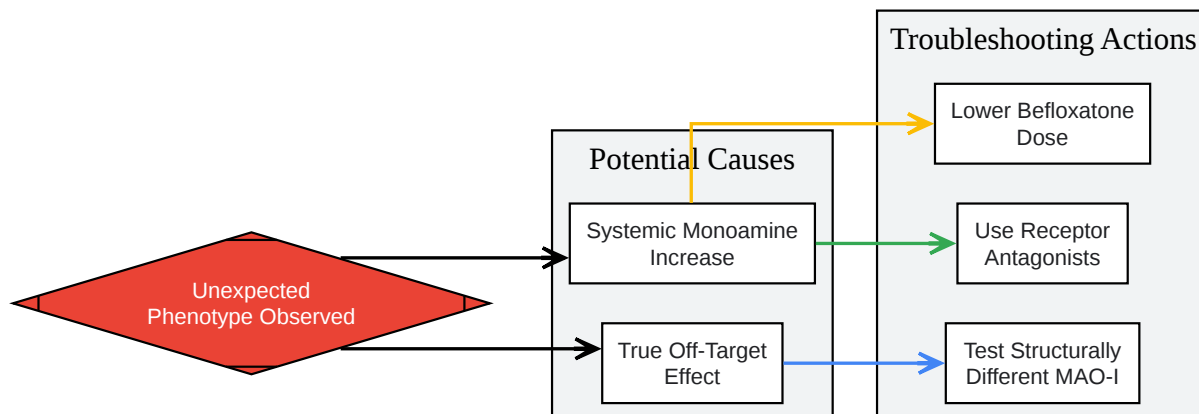 Unexpected
Phenotype Observed
Potential Causes
Systemic Monoamine
Increase
True Off-Target
Effect
Troubleshooting Actions
Lower Befloxatone
Dose
Use Receptor
Antagonists
Test Structurally
Different MAO-I